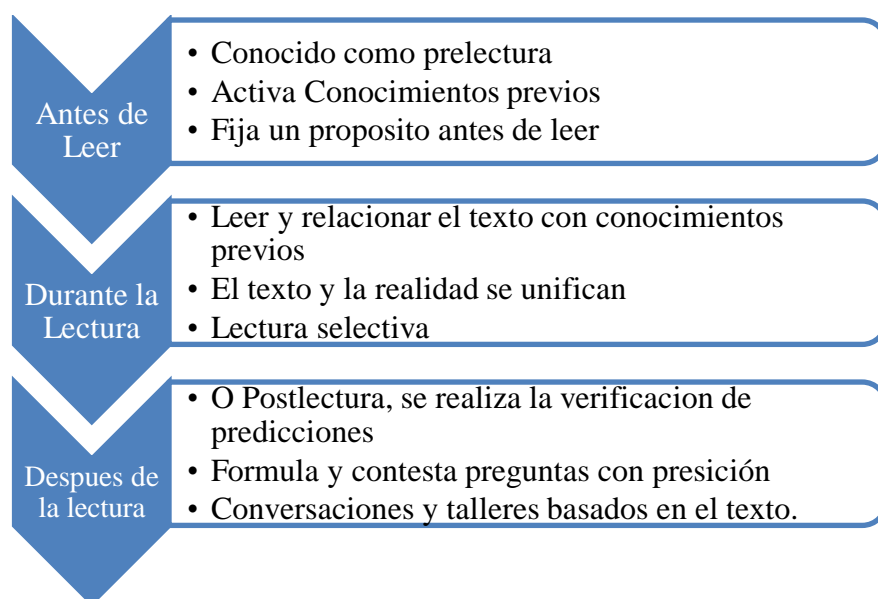 Antes de
Leer
• Conocido como prelectura
• Activa Conocimientos previos
• Fija un proposito antes de leer
Durante la
Lectura
• Leer y relacionar el texto con conocimientos
previos
• El texto y la realidad se unifican
• Lectura selectiva
Despues de
la lectura
• O Postlectura, se realiza la verificacion de
predicciones
• Formula y contesta preguntas con presición
• Conversaciones y talleres basados en el texto.